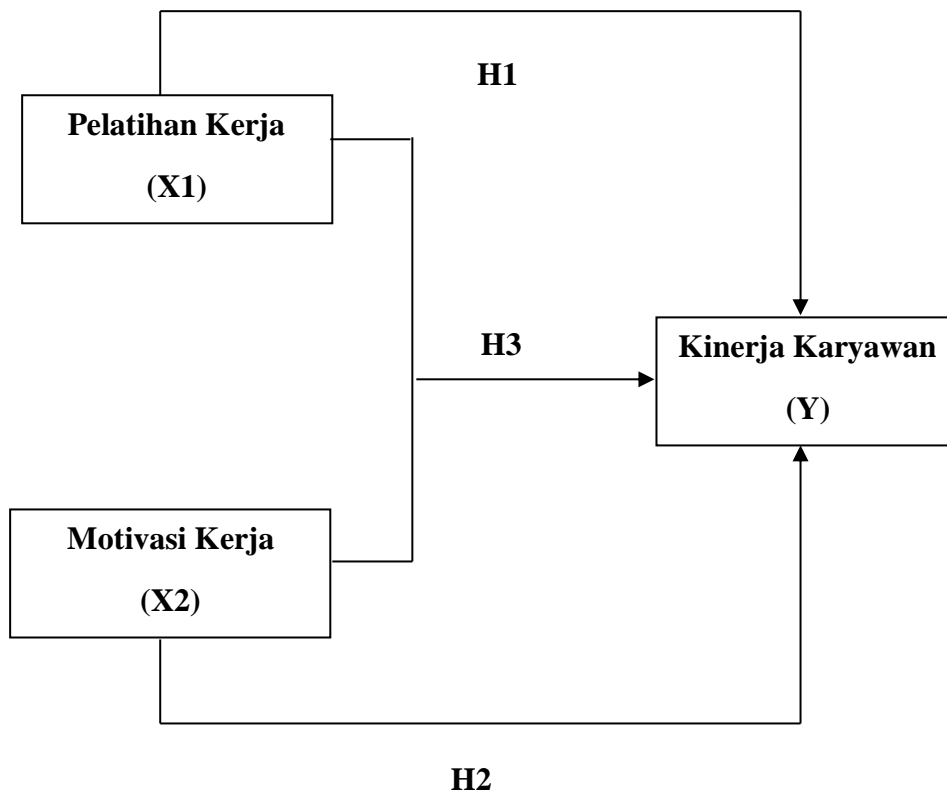 H1
Pelatihan Kerja
(X1)
H3
Kinerja Karyawan
(Y)
Motivasi Kerja
(X2)
H2